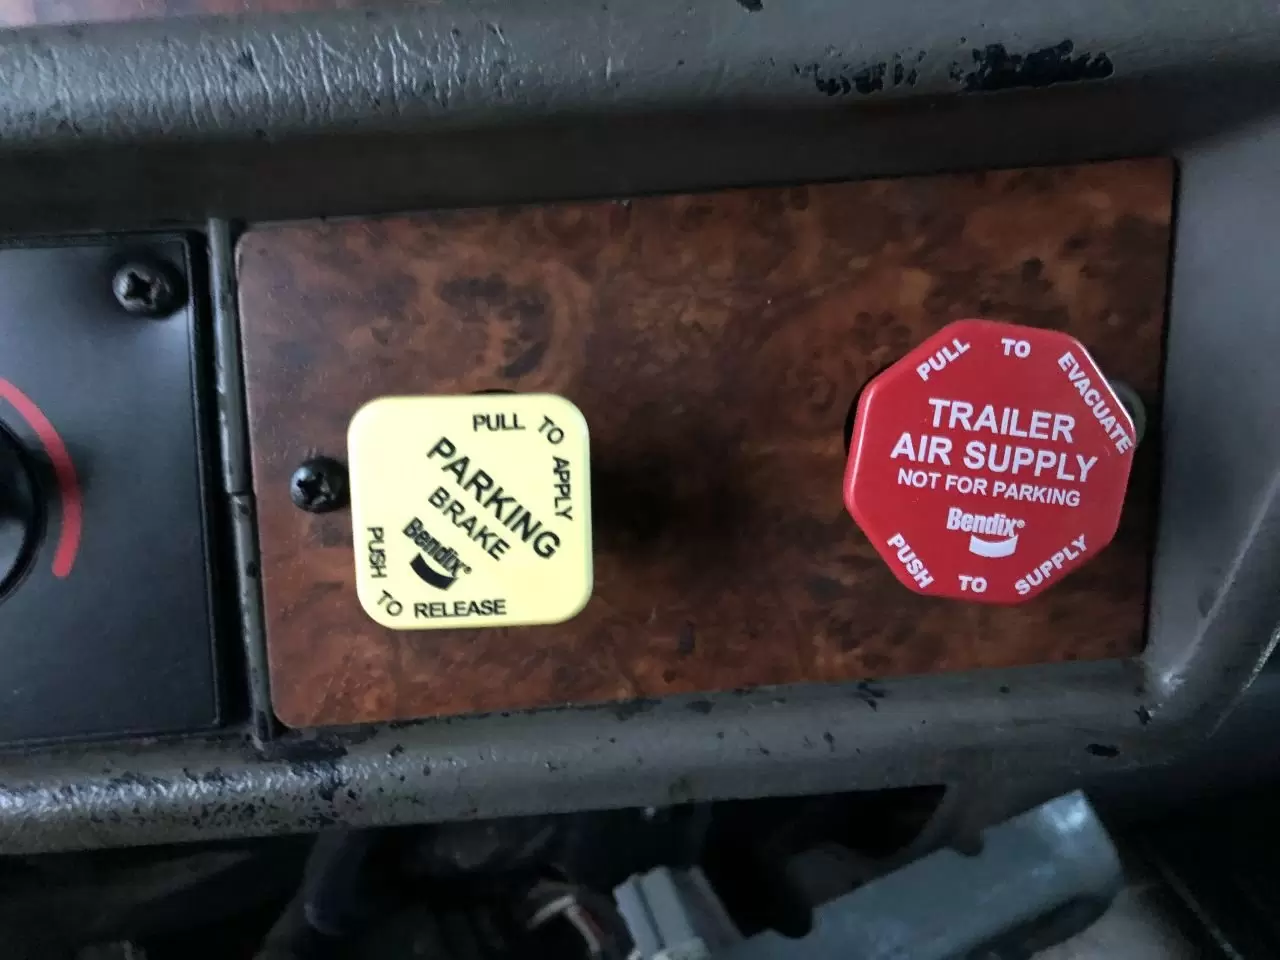 PULL TO APPLY
PARKING
BRAKE
Bendix®
PUSH TO RELEASE
PULL TO EVACUATE
TRAILER
AIR SUPPLY
NOT FOR PARKING
Bendix®
PUSH TO SUPPLY